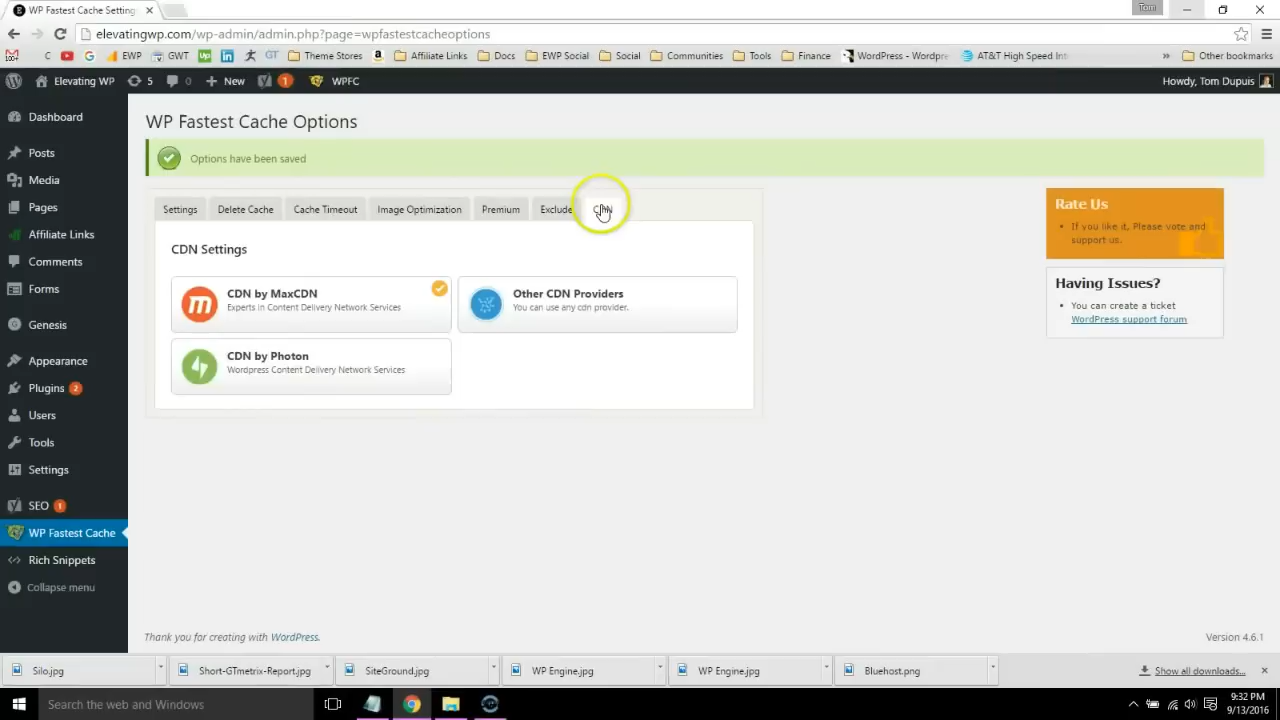 WP Fastest Cache Setting
Tom
elevatingwp.com/wp-admin/admin.php?page=wpfastestcacheoptions
C
EWP
GWT
GT
Theme Stores
Affiliate Links
Docs
EWP Social
Social
Communities
Tools
Finance
WordPress - Wordpre
AT&T High Speed Int
»
Other bookmarks
Elevating WP
5
0
New
1
WPFC
Howdy, Tom Dupuis
Dashboard
Posts
Media
Pages
Affiliate Links
Comments
Forms
Genesis
Appearance
Plugins 2
Users
Tools
Settings
SEO 1
WP Fastest Cache
Rich Snippets
Collapse menu
WP Fastest Cache Options
Options have been saved
Settings
Delete Cache
Cache Timeout
Image Optimization
Premium
Exclude
CDN Settings
CDN by MaxCDN
Experts in Content Delivery Network Services
Other CDN Providers
You can use any cdn provider.
CDN by Photon
Wordpress Content Delivery Network Services
Rate Us
If you like it, Please vote and
support us.
Having Issues?
You can create a ticket
WordPress support forum
Thank you for creating with WordPress.
Version 4.6.1
Silo.jpg
Short-GTmetrix-Report.jpg
SiteGround.jpg
WP Engine.jpg
WP Engine.jpg
Bluehost.png
Show all downloads...
Search the web and Windows
9:32 PM
9/13/2016